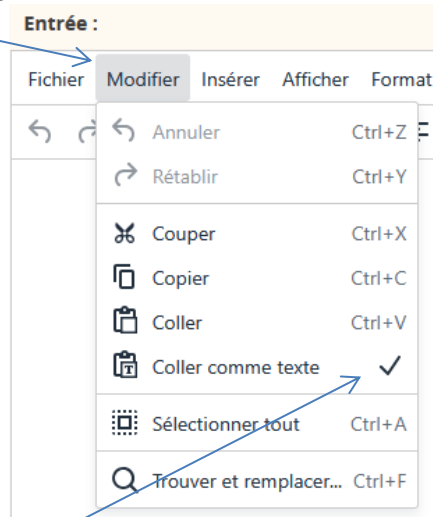 Entrée :
Fichier Modifier Insérer Afficher Format
Annuler Ctrl+Z
Rétablir Ctrl+Y
Couper Ctrl+X
Copier Ctrl+C
Coller Ctrl+V
Coller comme texte
Sélectionner tout Ctrl+A
Trouver et remplacer... Ctrl+F